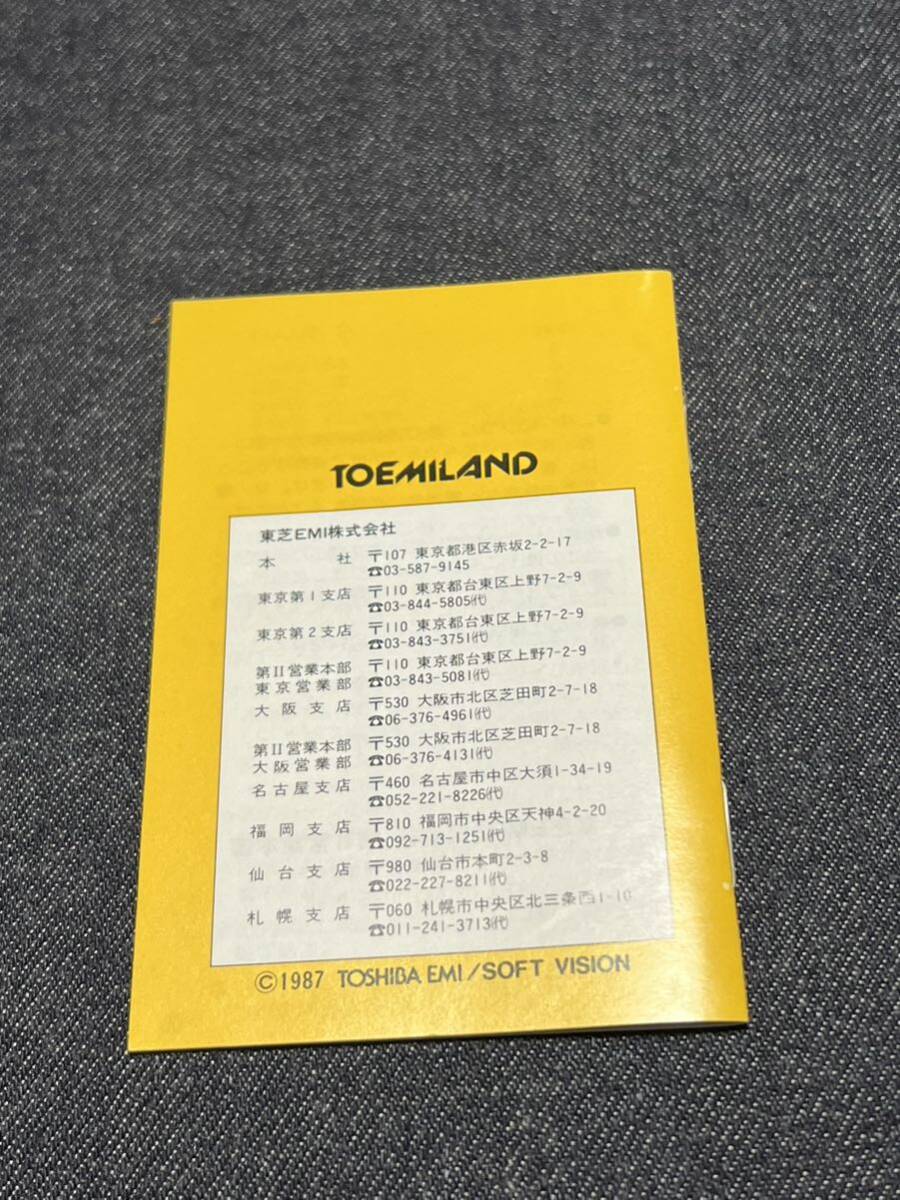 TOEMILAND
東芝EMI株式会社
本社 〒107 東京都港区赤坂2-2-17
☎03-587-9145
東京第1支店 〒110 東京都台東区上野7-2-9
☎03-844-5805㈹
東京第2支店 〒110 東京都台東区上野7-2-9
☎03-843-3751㈹
第II営業本部 〒110 東京都台東区上野7-2-9
東京営業部 ☎03-843-5081㈹
大阪支店 〒530 大阪市北区芝田町2-7-18
☎06-376-4961㈹
第II営業本部 〒530 大阪市北区芝田町2-7-18
大阪営業部 ☎06-376-4131㈹
名古屋支店 〒460 名古屋市中区大須1-34-19
☎052-221-8226㈹
福岡支店 〒810 福岡市中央区天神4-2-20
☎092-713-1251㈹
仙台支店 〒980 仙台市本町2-3-8
☎022-227-8211㈹
札幌支店 〒060 札幌市中央区北三条西1-10
☎011-241-3713㈹
©1987 TOSHIBA EMI/SOFT VISION